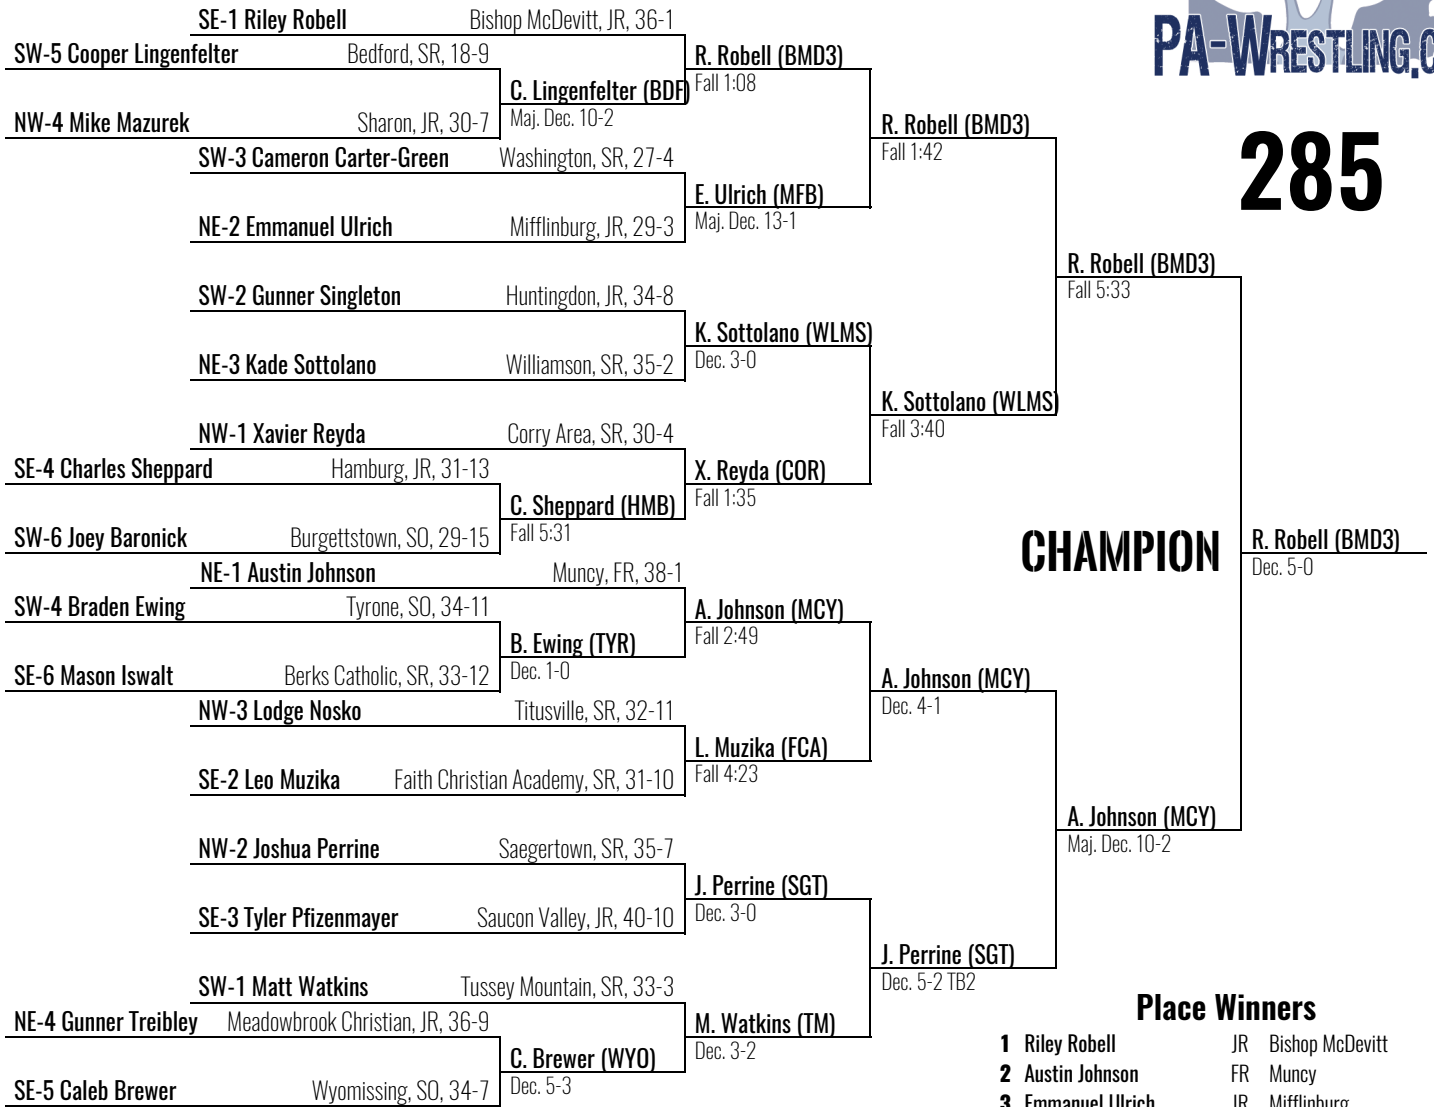 PA-WRESTLING.C
285
SE-1 Riley Robell Bishop McDevitt, JR, 36-1
SW-5 Cooper Lingenfelter Bedford, SR, 18-9
C. Lingenfelter (BDF)
Maj. Dec. 10-2
NW-4 Mike Mazurek Sharon, JR, 30-7
R. Robell (BMD3)
Fall 1:08
SW-3 Cameron Carter-Green Washington, SR, 27-4
E. Ulrich (MFB)
Maj. Dec. 13-1
NE-2 Emmanuel Ulrich Mifflinburg, JR, 29-3
R. Robell (BMD3)
Fall 1:42
SW-2 Gunner Singleton Huntingdon, JR, 34-8
K. Sottolano (WLMS)
Dec. 3-0
NE-3 Kade Sottolano Williamson, SR, 35-2
R. Robell (BMD3)
Fall 5:33
K. Sottolano (WLMS)
Fall 3:40
NW-1 Xavier Reyda Corry Area, SR, 30-4
SE-4 Charles Sheppard Hamburg, JR, 31-13
X. Reyda (COR)
Fall 1:35
C. Sheppard (HMB)
Fall 5:31
SW-6 Joey Baronick Burgettstown, SO, 29-15
CHAMPION
R. Robell (BMD3)
Dec. 5-0
NE-1 Austin Johnson Muncy, FR, 38-1
SW-4 Braden Ewing Tyrone, SO, 34-11
A. Johnson (MCY)
Fall 2:49
B. Ewing (TYR)
Dec. 1-0
SE-6 Mason Iswalt Berks Catholic, SR, 33-12
A. Johnson (MCY)
Dec. 4-1
NW-3 Lodge Nosko Titusville, SR, 32-11
L. Muzika (FCA)
Fall 4:23
SE-2 Leo Muzika Faith Christian Academy, SR, 31-10
A. Johnson (MCY)
Maj. Dec. 10-2
NW-2 Joshua Perrine Saegertown, SR, 35-7
J. Perrine (SGT)
Dec. 3-0
SE-3 Tyler Pfizenmayer Saucon Valley, JR, 40-10
J. Perrine (SGT)
Dec. 5-2 TB2
SW-1 Matt Watkins Tussey Mountain, SR, 33-3
NE-4 Gunner Treibley Meadowbrook Christian, JR, 36-9
M. Watkins (TM)
Dec. 3-2
C. Brewer (WYO)
Dec. 5-3
SE-5 Caleb Brewer Wyomissing, SO, 34-7
Place Winners
1 Riley Robell JR Bishop McDevitt
2 Austin Johnson FR Muncy
3 Emmanuel Ulrich JR Mifflinburg